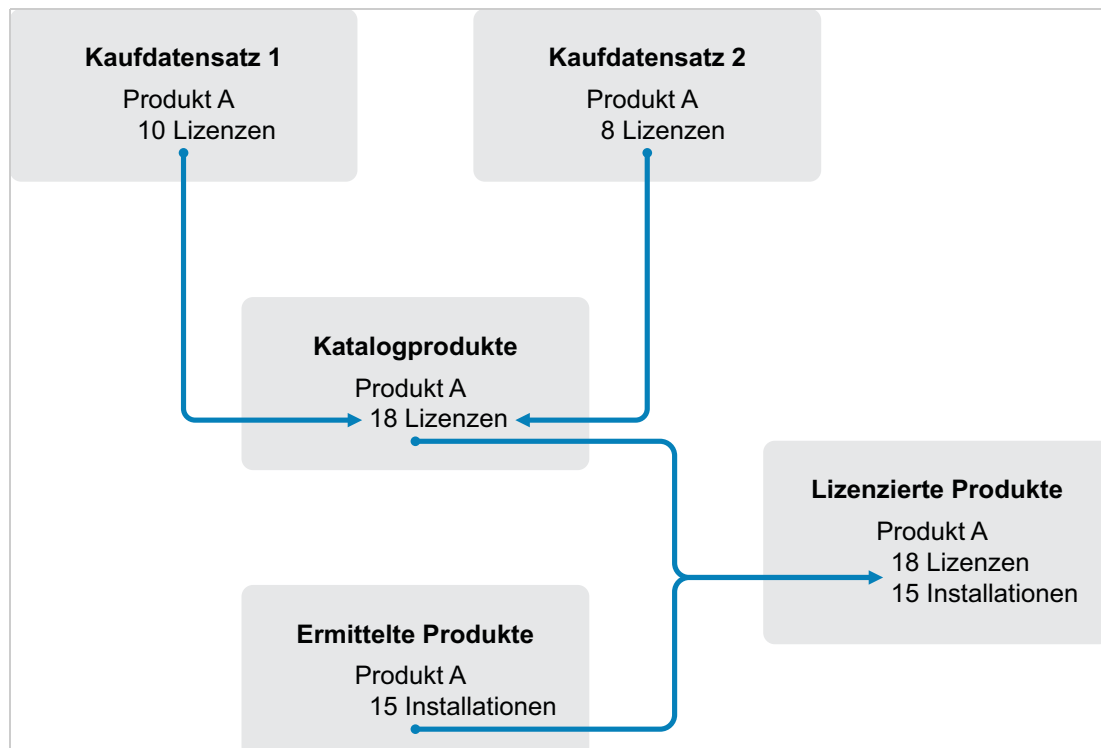 Kaufdatensatz 1
Produkt A
10 Lizenzen
Kaufdatensatz 2
Produkt A
8 Lizenzen
Katalogprodukte
Produkt A
18 Lizenzen
Lizenzierte Produkte
Produkt A
18 Lizenzen
15 Installationen
Ermittelte Produkte
Produkt A
15 Installationen